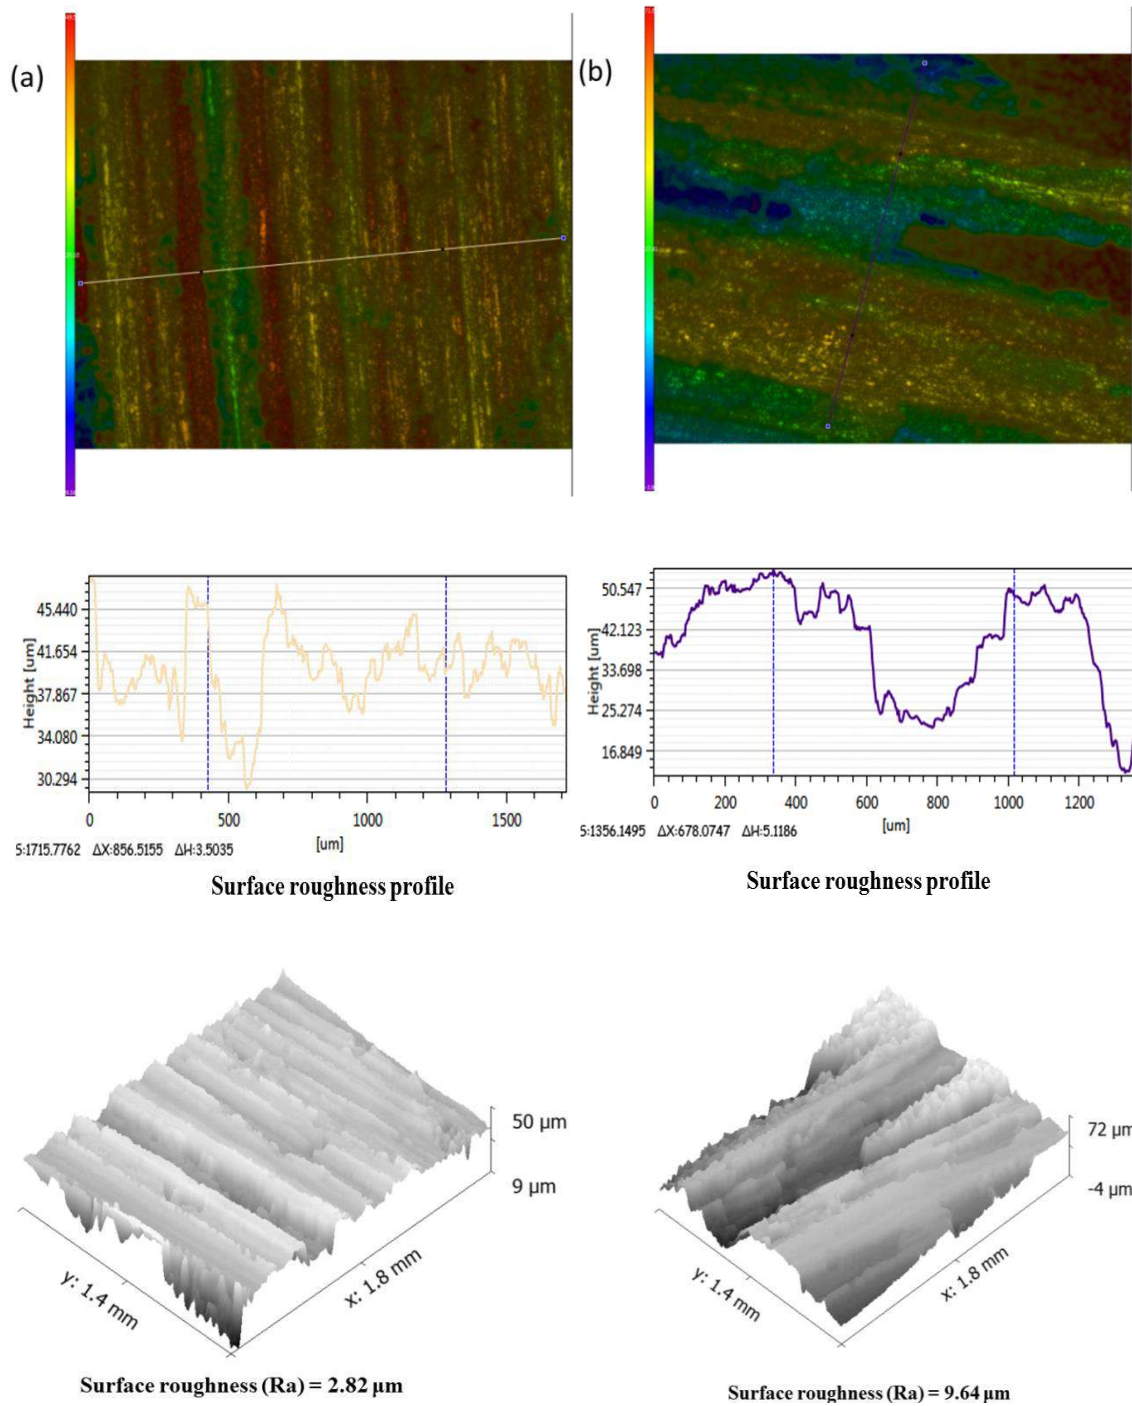 (a)
(b)
45.440
41.654
37.867
34.080
30.294
Height [um]
0 500 1000 1500
[um]
S:1715.7762 ΔX:856.5155 ΔH:3.5035
Surface roughness profile
50.547
42.123
33.698
25.274
16.849
Height [um]
0 200 400 600 800 1000 1200
[um]
S:1356.1495 ΔX:678.0747 ΔH:5.1186
Surface roughness profile
50 µm
9 µm
y: 1.4 mm
x: 1.8 mm
Surface roughness (Ra) = 2.82 µm
72 µm
-4 µm
y: 1.4 mm
x: 1.8 mm
Surface roughness (Ra) = 9.64 µm